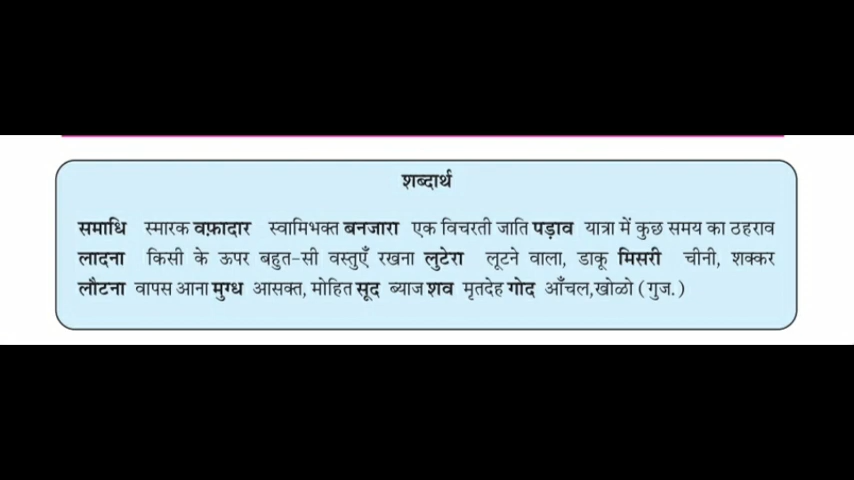 शब्दार्थ
समाधि स्मारक वफ़ादार स्वामिभक्त बनजारा एक विचरती जाति पड़ाव यात्रा में कुछ समय का ठहराव
लादना किसी के ऊपर बहुत-सी वस्तुएँ रखना लुटेरा लूटने वाला, डाकू मिसरी चीनी, शक्कर
लौटना वापस आना मुग्ध आसक्त, मोहित सूद ब्याज शव मृतदेह गोद आँचल,खोळो (गुज.)